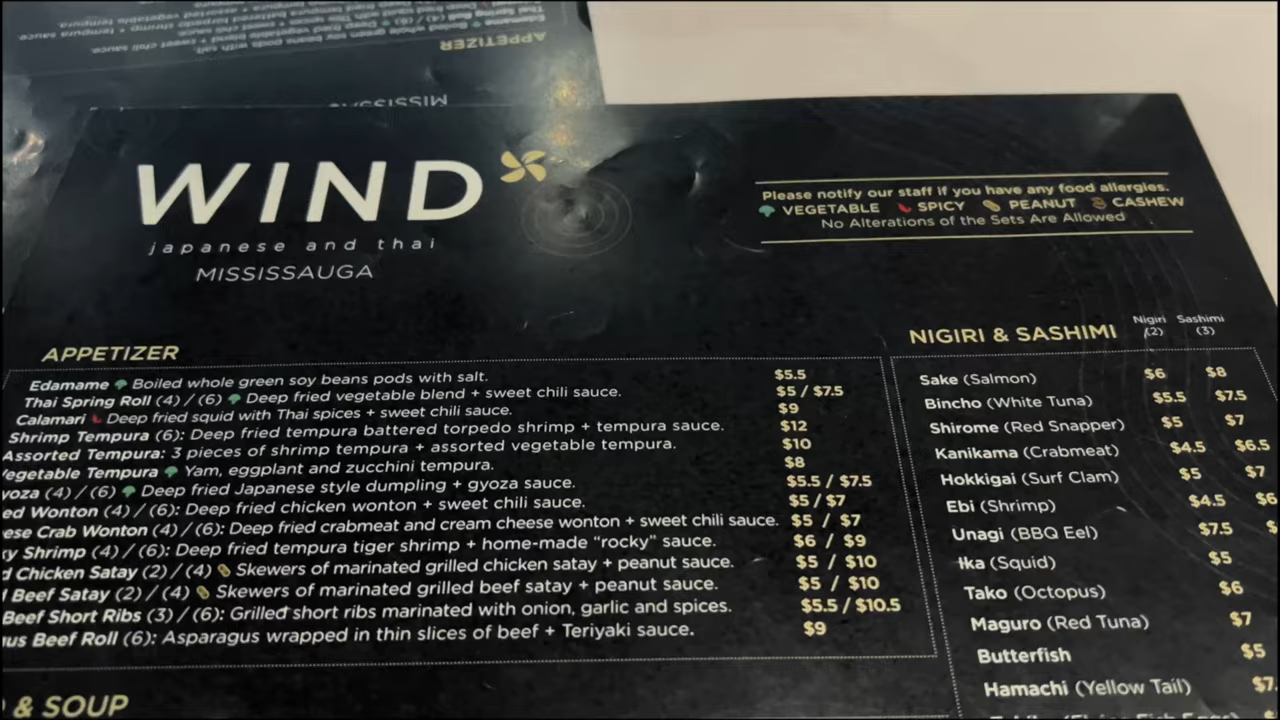 WIND
japanese and thai
MISSISSAUGA
Please notify our staff if you have any food allergies.
VEGETABLE SPICY PEANUT CASHEW
No Alterations of the Sets Are Allowed
APPETIZER
Edamame Boiled whole green soy beans pods with salt. $5.5
Thai Spring Roll (4) / (6) Deep fried vegetable blend + sweet chili sauce. $5 / $7.5
Calamari Deep fried squid with Thai spices + sweet chili sauce. $9
Shrimp Tempura (6): Deep fried tempura battered torpedo shrimp + tempura sauce. $12
Assorted Tempura: 3 pieces of shrimp tempura + assorted vegetable tempura. $10
Vegetable Tempura Yam, eggplant and zucchini tempura. $8
yoza (4) / (6) Deep fried Japanese style dumpling + gyoza sauce. $5.5 / $7.5
ed Wonton (4) / (6): Deep fried chicken wonton + sweet chili sauce. $5 / $7
ese Crab Wonton (4) / (6): Deep fried crabmeat and cream cheese wonton + sweet chili sauce. $5 / $7
ky Shrimp (4) / (6): Deep fried tempura tiger shrimp + home-made “rocky” sauce. $6 / $9
d Chicken Satay (2) / (4) Skewers of marinated grilled chicken satay + peanut sauce. $5 / $10
Beef Satay (2) / (4) Skewers of marinated grilled beef satay + peanut sauce. $5 / $10
Beef Short Ribs (3) / (6): Grilled short ribs marinated with onion, garlic and spices. $5.5 / $10.5
gus Beef Roll (6): Asparagus wrapped in thin slices of beef + Teriyaki sauce. $9
& SOUP
NIGIRI & SASHIMI Nigiri (2) Sashimi (3)
Sake (Salmon) $6 $8
Bincho (White Tuna) $5.5 $7.5
Shirome (Red Snapper) $5 $7
Kanikama (Crabmeat) $4.5 $6.5
Hokkigai (Surf Clam) $5 $7
Ebi (Shrimp) $4.5 $6
Unagi (BBQ Eel) $7.5 $
Ika (Squid) $5
Tako (Octopus) $6
Maguro (Red Tuna) $7
Butterfish $5
Hamachi (Yellow Tail) $7